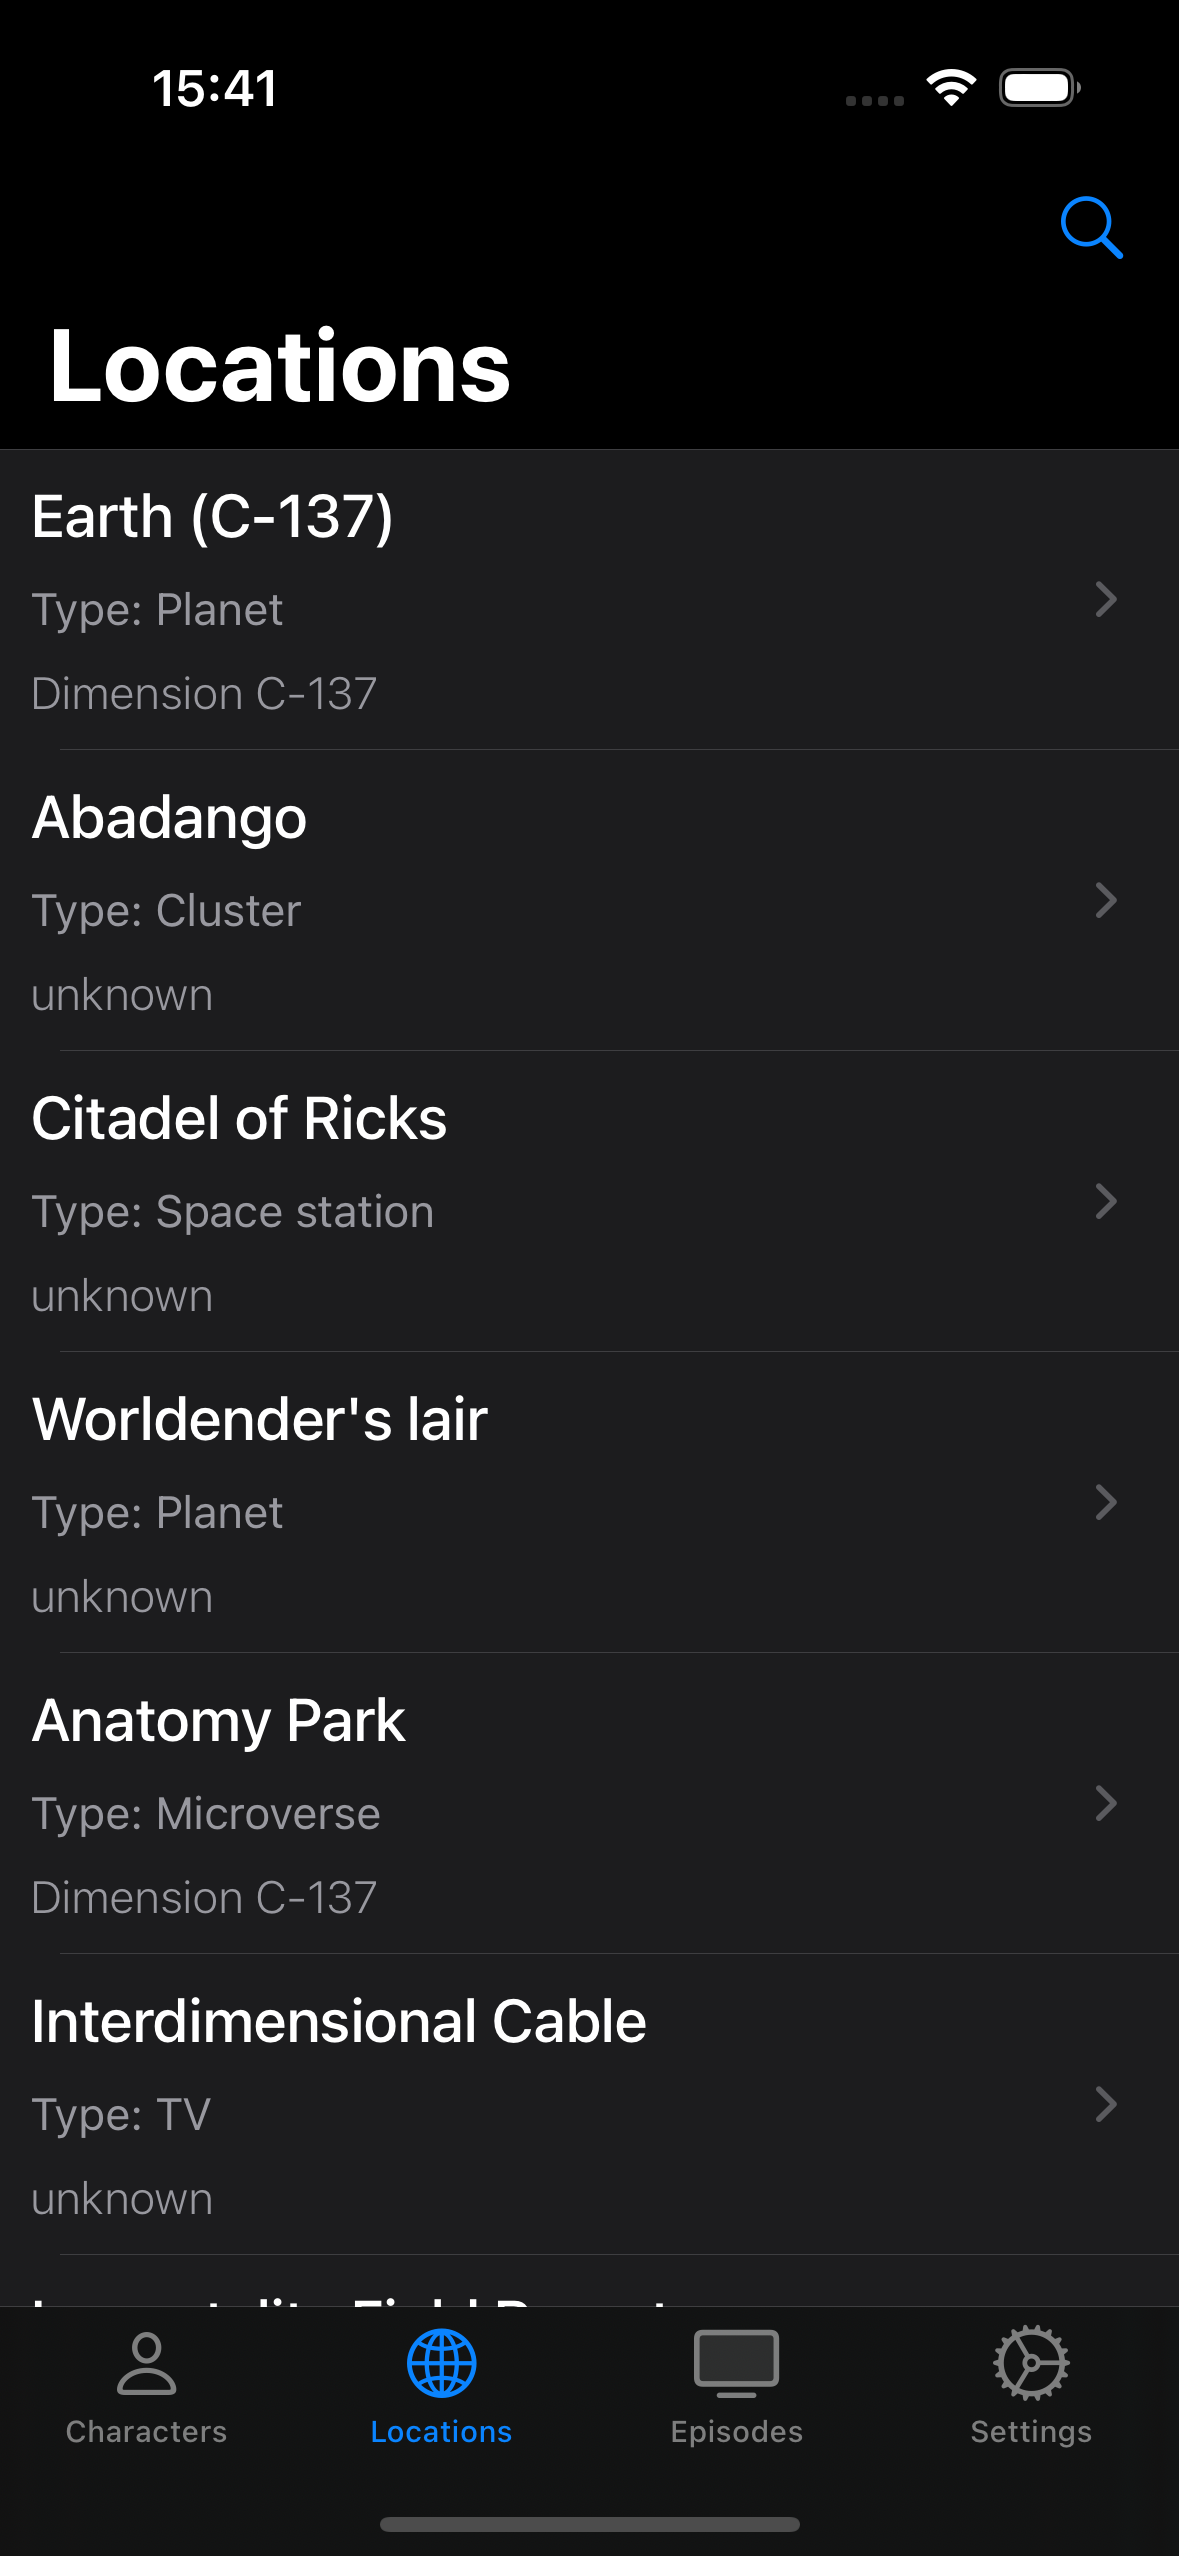 15:41
Locations
Earth (C-137)
Type: Planet
Dimension C-137
Abadango
Type: Cluster
unknown
Citadel of Ricks
Type: Space station
unknown
Worldender's lair
Type: Planet
unknown
Anatomy Park
Type: Microverse
Dimension C-137
Interdimensional Cable
Type: TV
unknown
Characters
Locations
Episodes
Settings